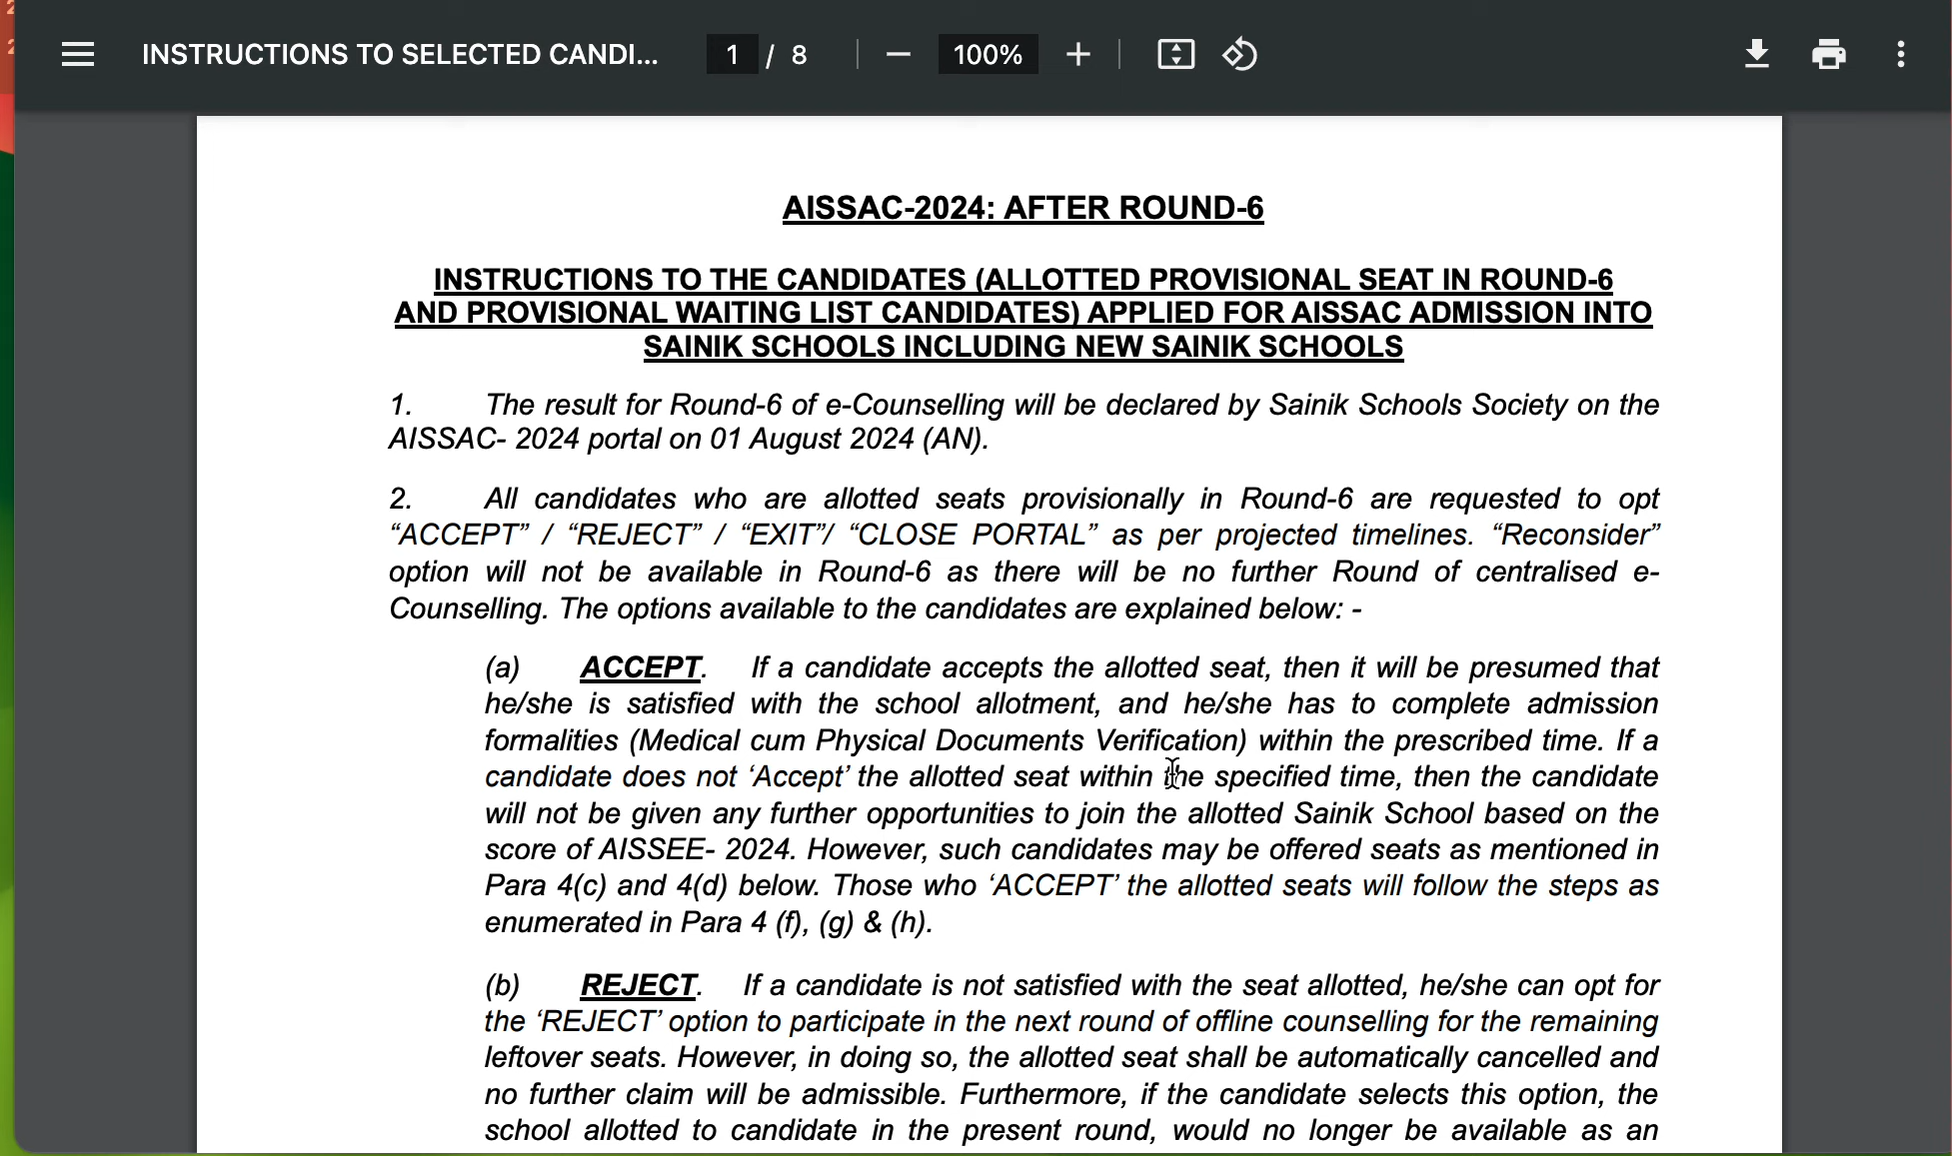 INSTRUCTIONS TO SELECTED CANDI... 1 / 8 100%
AISSAC-2024: AFTER ROUND-6
INSTRUCTIONS TO THE CANDIDATES (ALLOTTED PROVISIONAL SEAT IN ROUND-6
AND PROVISIONAL WAITING LIST CANDIDATES) APPLIED FOR AISSAC ADMISSION INTO
SAINIK SCHOOLS INCLUDING NEW SAINIK SCHOOLS
1. The result for Round-6 of e-Counselling will be declared by Sainik Schools Society on the
AISSAC- 2024 portal on 01 August 2024 (AN).
2. All candidates who are allotted seats provisionally in Round-6 are requested to opt
“ACCEPT” / “REJECT” / “EXIT”/ “CLOSE PORTAL” as per projected timelines. “Reconsider”
option will not be available in Round-6 as there will be no further Round of centralised e-
Counselling. The options available to the candidates are explained below: -
(a) ACCEPT. If a candidate accepts the allotted seat, then it will be presumed that
he/she is satisfied with the school allotment, and he/she has to complete admission
formalities (Medical cum Physical Documents Verification) within the prescribed time. If a
candidate does not ‘Accept’ the allotted seat within the specified time, then the candidate
will not be given any further opportunities to join the allotted Sainik School based on the
score of AISSEE- 2024. However, such candidates may be offered seats as mentioned in
Para 4(c) and 4(d) below. Those who ‘ACCEPT’ the allotted seats will follow the steps as
enumerated in Para 4 (f), (g) & (h).
(b) REJECT. If a candidate is not satisfied with the seat allotted, he/she can opt for
the ‘REJECT’ option to participate in the next round of offline counselling for the remaining
leftover seats. However, in doing so, the allotted seat shall be automatically cancelled and
no further claim will be admissible. Furthermore, if the candidate selects this option, the
school allotted to candidate in the present round, would no longer be available as an